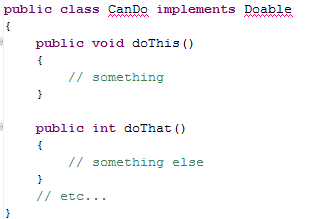 public class CanDo implements Doable
{
    public void doThis()
    {
        // something
    }

    public int doThat()
    {
        // something else
    }
    // etc...
}